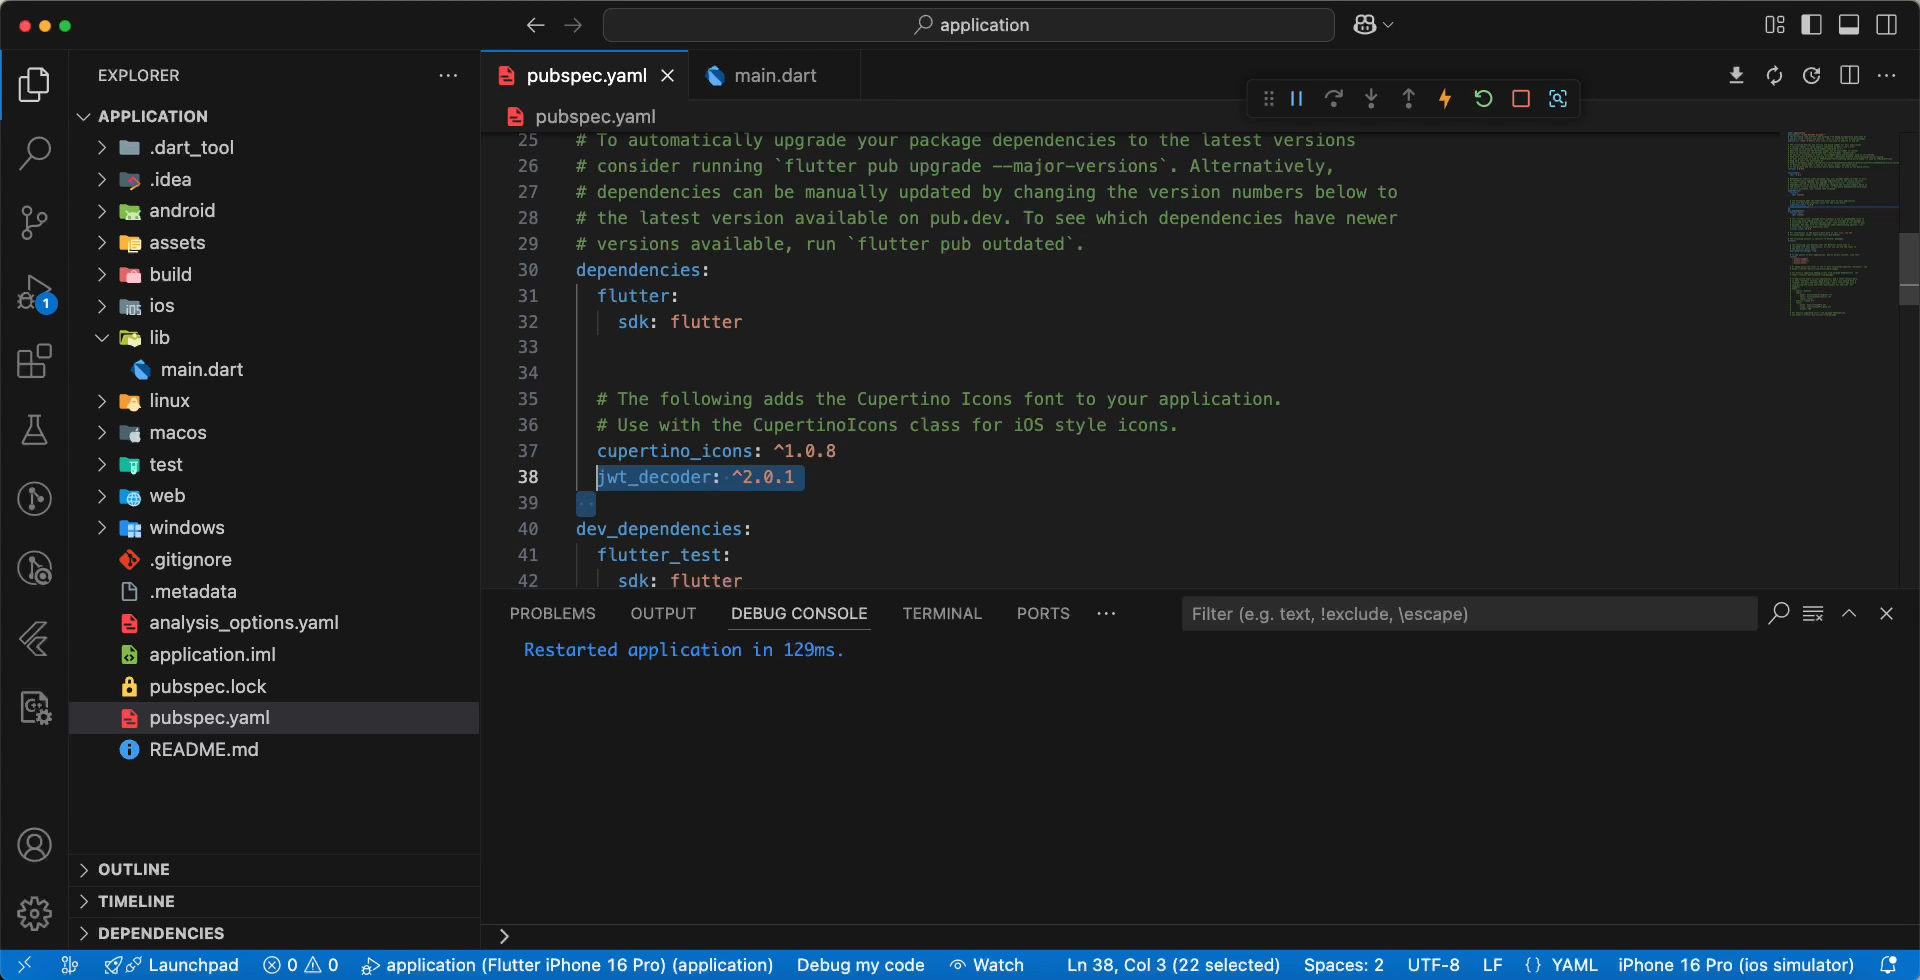 application
EXPLORER
APPLICATION
.dart_tool
.idea
android
assets
build
ios
lib
main.dart
linux
macos
test
web
windows
.gitignore
.metadata
analysis_options.yaml
application.iml
pubspec.lock
pubspec.yaml
README.md
OUTLINE
TIMELINE
DEPENDENCIES
1
pubspec.yaml
main.dart
pubspec.yaml
25 # To automatically upgrade your package dependencies to the latest versions
26 # consider running `flutter pub upgrade --major-versions`. Alternatively,
27 # dependencies can be manually updated by changing the version numbers below to
28 # the latest version available on pub.dev. To see which dependencies have newer
29 # versions available, run `flutter pub outdated`.
30 dependencies:
31 flutter:
32 sdk: flutter
33
34
35 # The following adds the Cupertino Icons font to your application.
36 # Use with the CupertinoIcons class for iOS style icons.
37 cupertino_icons: ^1.0.8
38 jwt_decoder: ^2.0.1
39
40 dev_dependencies:
41 flutter_test:
42 sdk: flutter
PROBLEMS OUTPUT DEBUG CONSOLE TERMINAL PORTS Filter (e.g. text, !exclude, \escape)
Restarted application in 129ms.
Launchpad 0 0 application (Flutter iPhone 16 Pro) (application) Debug my code Watch Ln 38, Col 3 (22 selected) Spaces: 2 UTF-8 LF {} YAML iPhone 16 Pro (ios simulator)